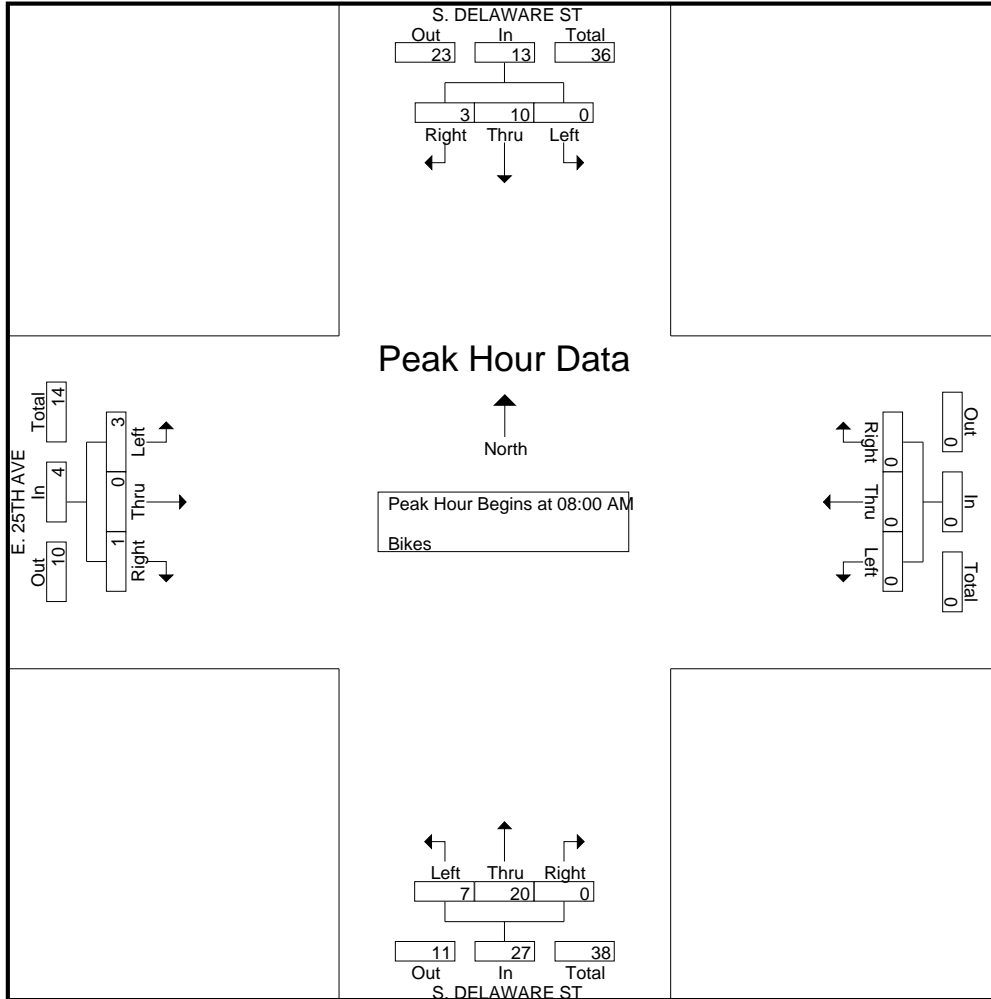 S. DELAWARE ST
Out In Total
23 13 36
3 10 0
Right Thru Left
Peak Hour Data
North
Peak Hour Begins at 08:00 AM
Bikes
E. 25TH AVE
Out In Total
10 4 14
1 0 3
Right Thru Left
Out In Total
0 0 0
Right Thru Left
0 0 0
Left Thru Right
7 20 0
11 27 38
Out In Total
S. DELAWARE ST